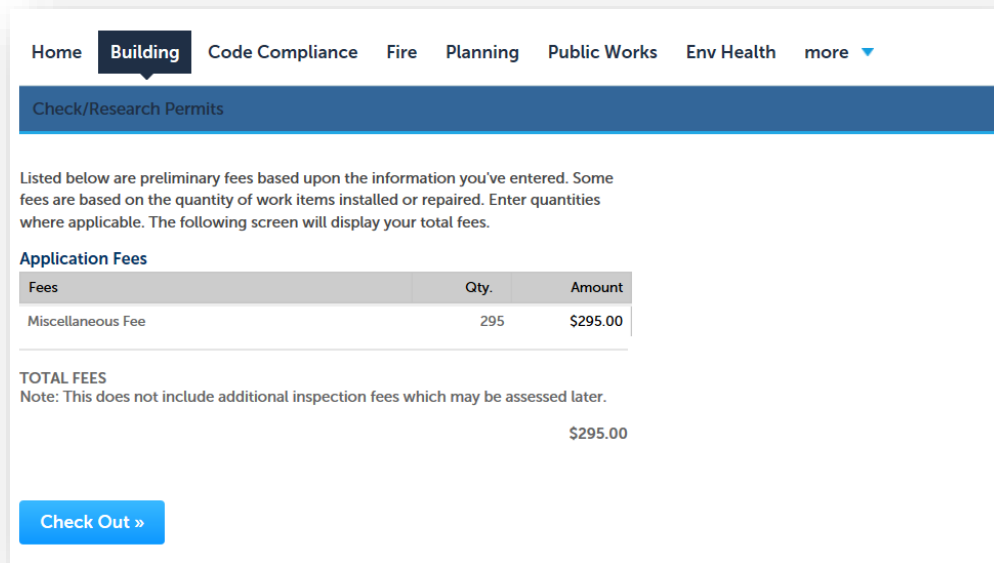 Home Building Code Compliance Fire Planning Public Works Env Health more
Check/Research Permits
Listed below are preliminary fees based upon the information you've entered. Some
fees are based on the quantity of work items installed or repaired. Enter quantities
where applicable. The following screen will display your total fees.
Application Fees
Fees Qty. Amount
Miscellaneous Fee 295 $295.00
TOTAL FEES
Note: This does not include additional inspection fees which may be assessed later.
$295.00
Check Out »